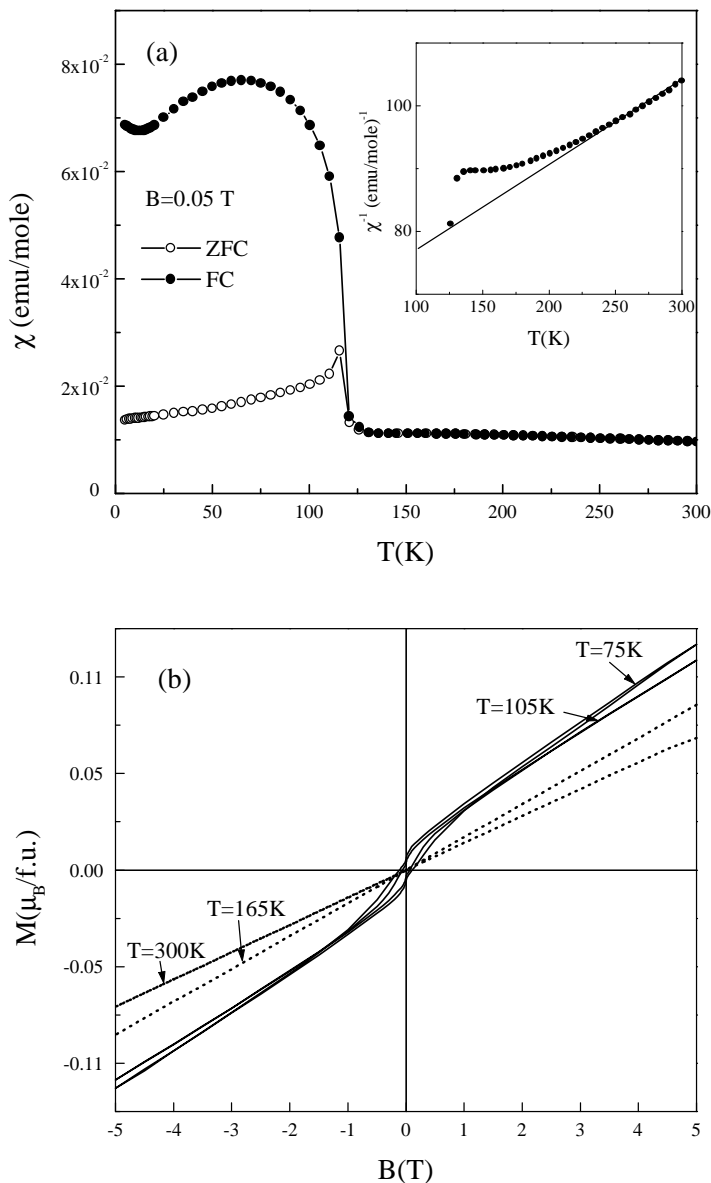 (a)
8x10⁻²
6x10⁻²
4x10⁻²
2x10⁻²
0
χ (emu/mole)
B=0.05 T
ZFC
FC
0 50 100 150 200 250 300
T(K)
100
80
χ⁻¹ (emu/mole)⁻¹
100 150 200 250 300
T(K)
(b)
0.11
0.05
0.00
-0.05
-0.11
M(μ_B/f.u.)
T=75K
T=105K
T=165K
T=300K
-5 -4 -3 -2 -1 0 1 2 3 4 5
B(T)